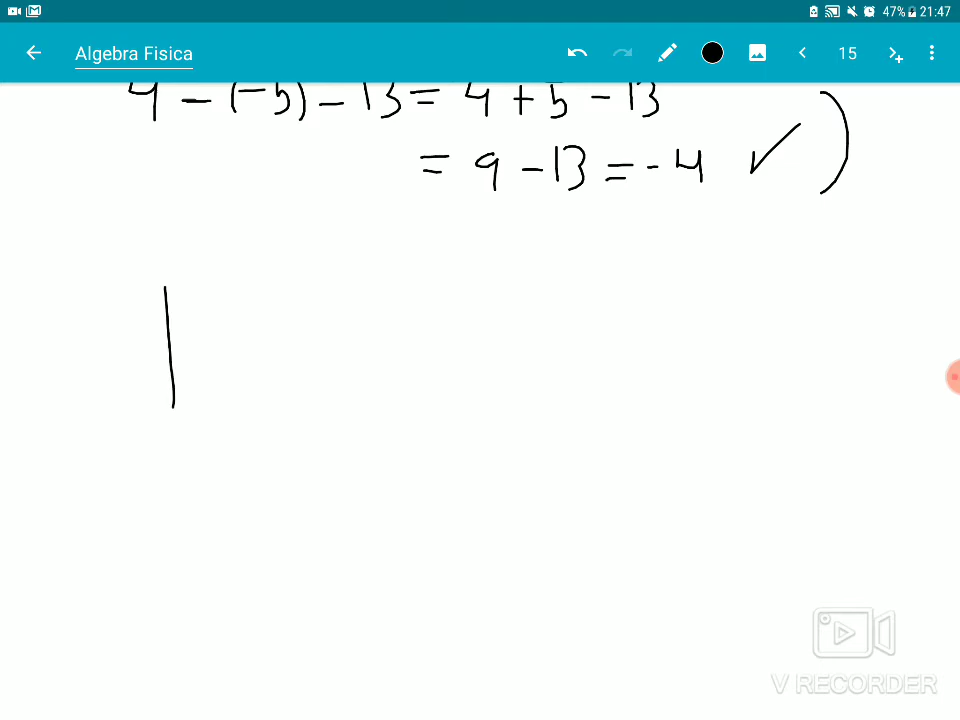 47% 21:47
Algebra Fisica 15
4 - (-5) - 13 = 4 + 5 - 13
= 9 - 13 = -4 ✓ )
V RECORDER